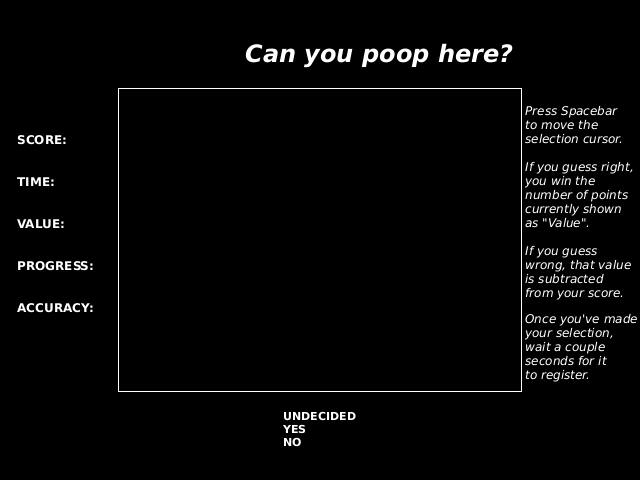 Can you poop here?
SCORE:
TIME:
VALUE:
PROGRESS:
ACCURACY:
Press Spacebar
to move the
selection cursor.
If you guess right,
you win the
number of points
currently shown
as "Value".
If you guess
wrong, that value
is subtracted
from your score.
Once you've made
your selection,
wait a couple
seconds for it
to register.
UNDECIDED
YES
NO